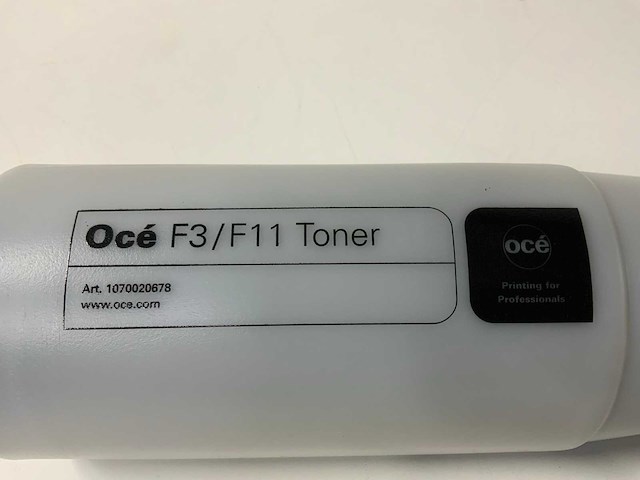 Océ F3/F11 Toner
Art. 1070020678
www.oce.com
océ
Printing for
Professionals